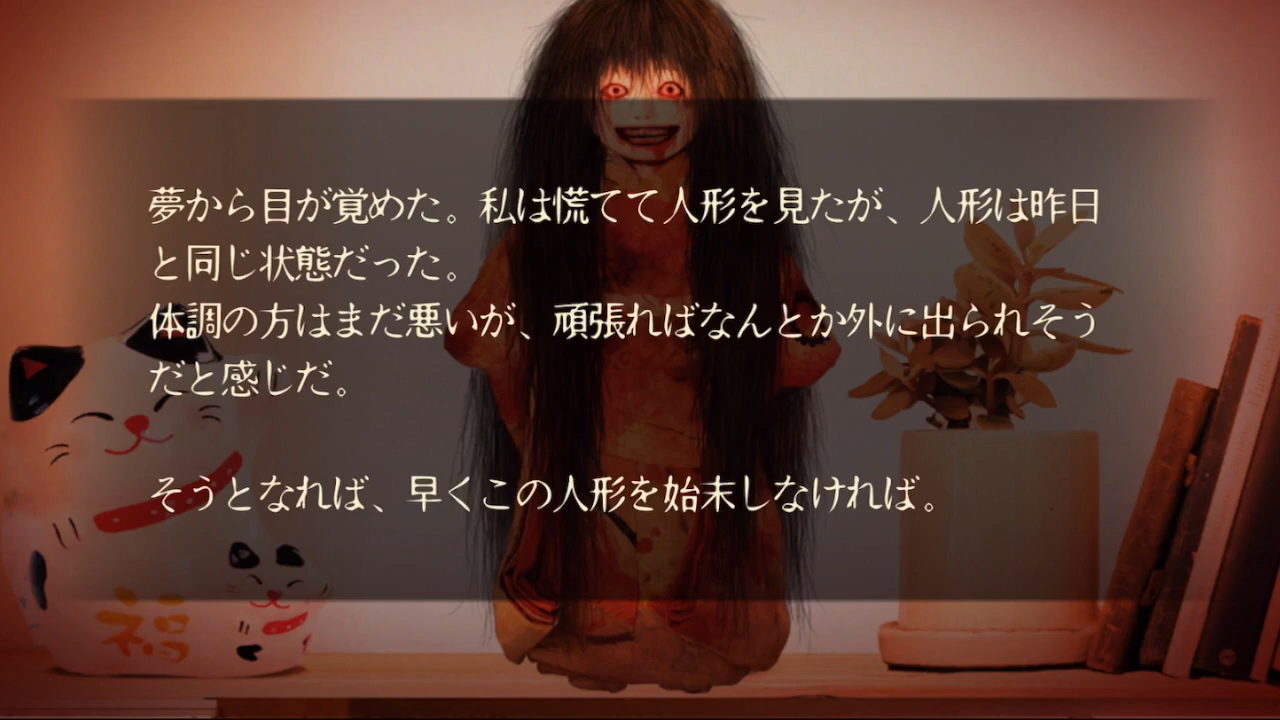 夢から目が覚めた。私は慌てて人形を見たが、人形は昨日
と同じ状態だった。
体調の方はまだ悪いが、頑張ればなんとか外に出られそう
だと感じだ。
そうとなれば、早くこの人形を始末しなければ。
福